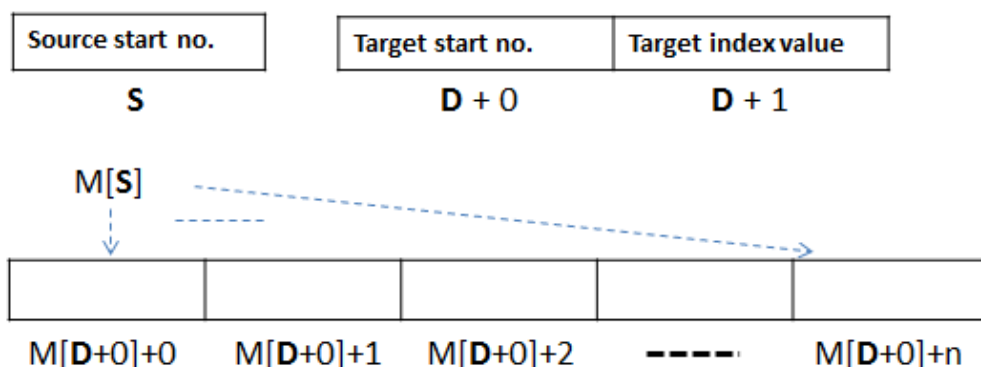 Source start no. Target start no. Target index value
S D + 0 D + 1
M[S]
M[D+0]+0 M[D+0]+1 M[D+0]+2 ----- M[D+0]+n